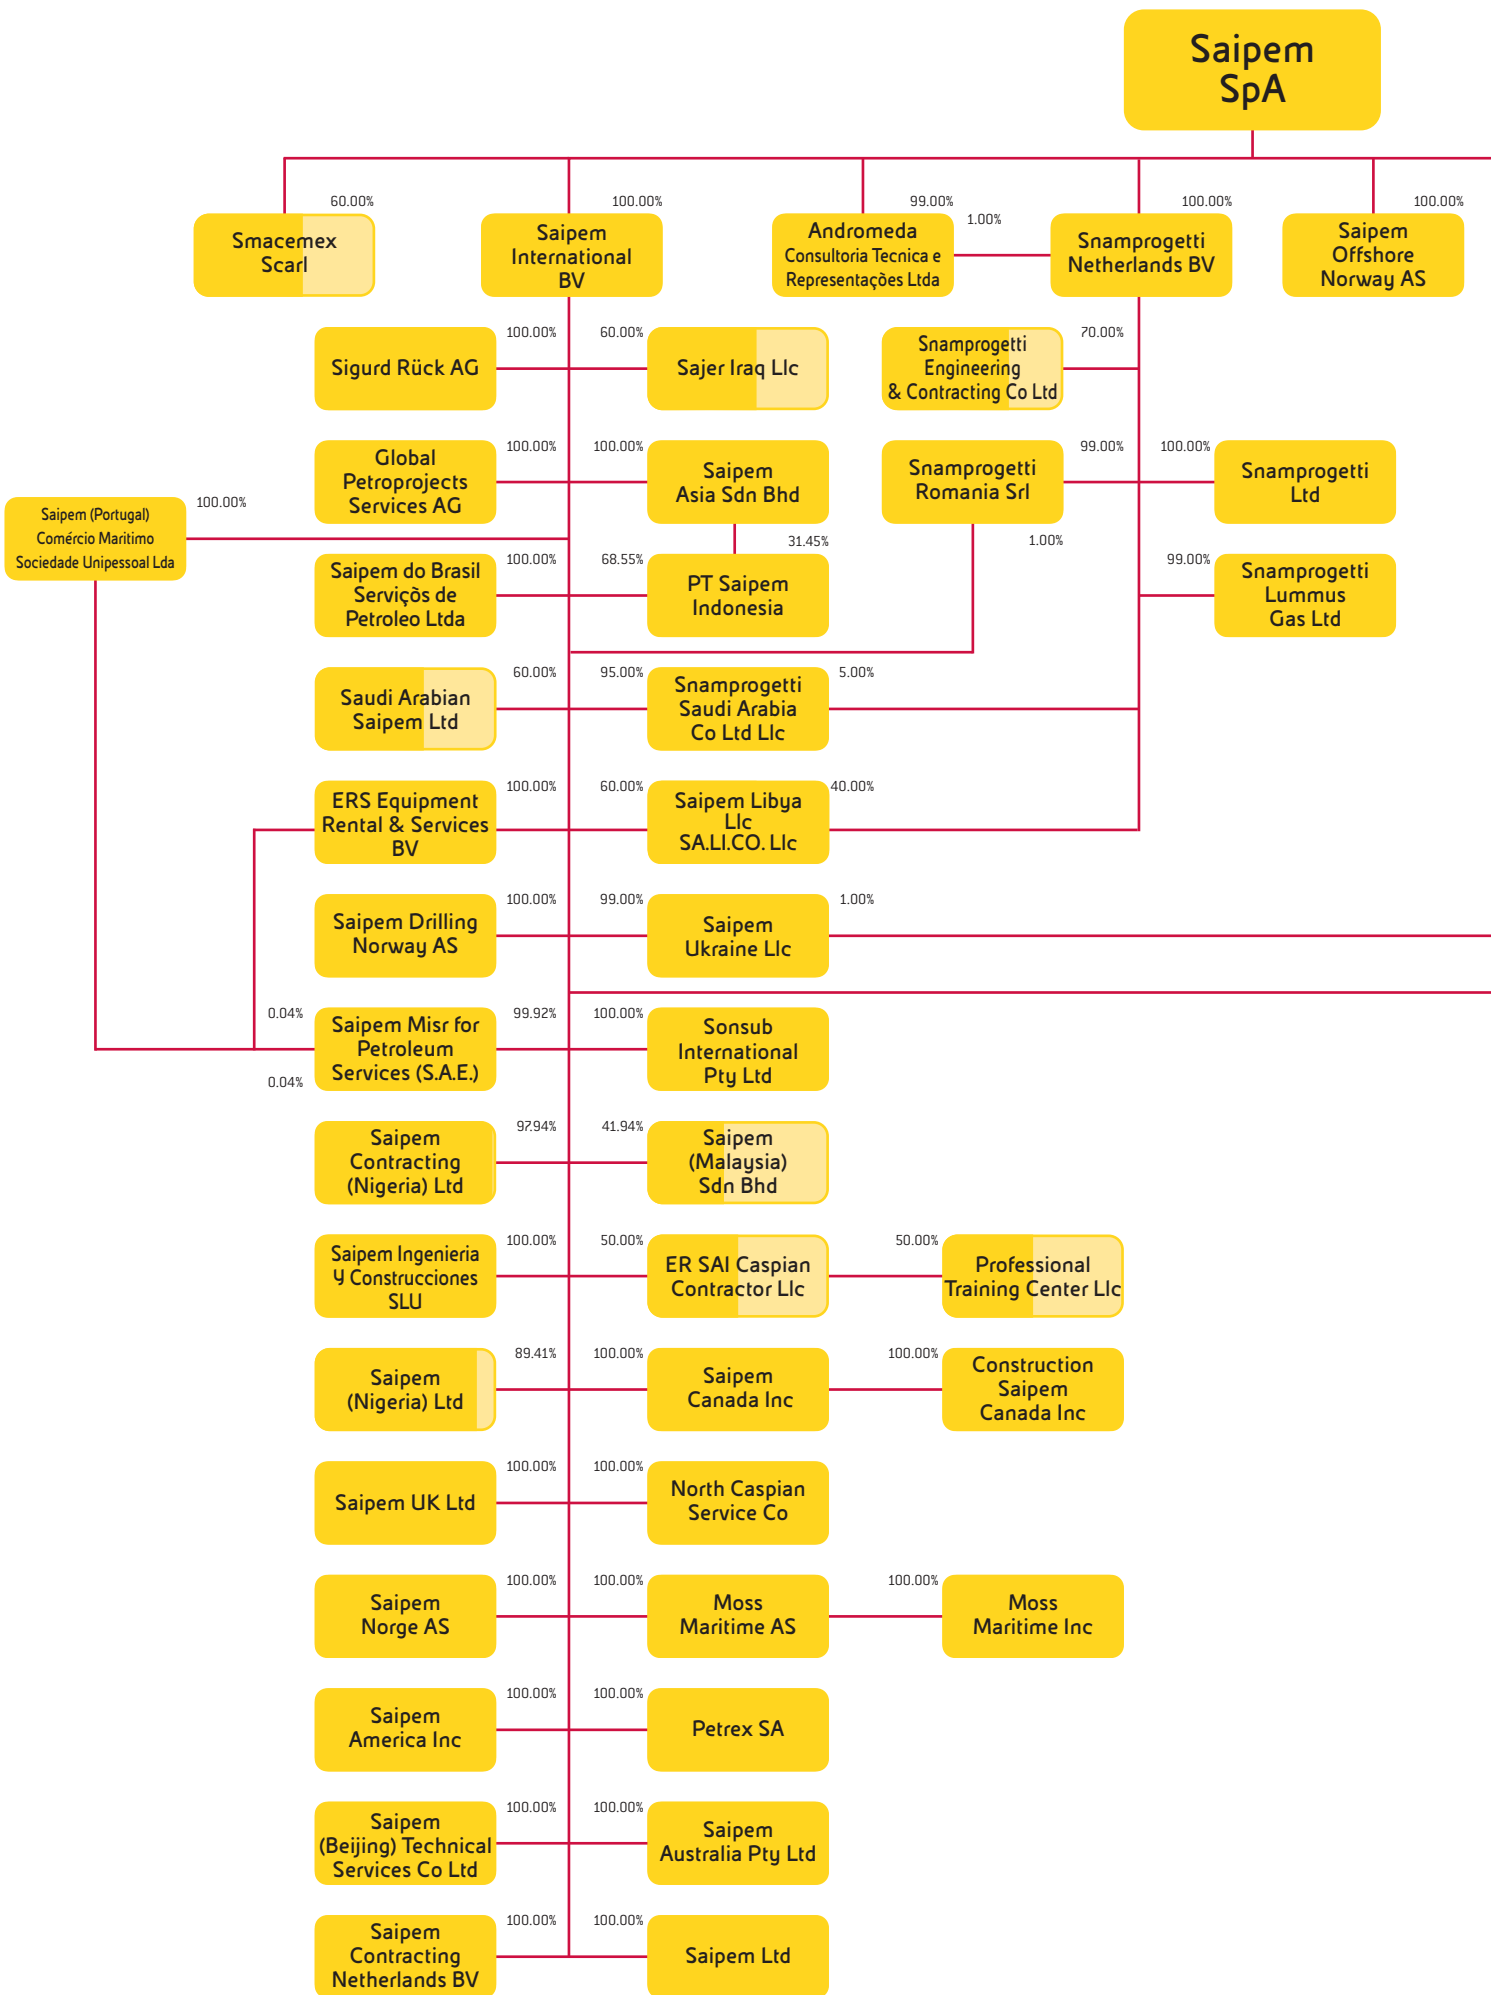 Saipem
SpA
60.00%
100.00%
99.00%
1.00%
100.00%
100.00%
Smacemex
Scarl
Saipem
International
BV
Andromeda
Consultoria Tecnica e
Representações Ltda
Snamprogetti
Netherlands BV
Saipem
Offshore
Norway AS
100.00%
60.00%
70.00%
Sigurd Rück AG
Sajer Iraq Llc
Snamprogetti
Engineering
& Contracting Co Ltd
100.00%
100.00%
99.00%
100.00%
Global
Petroprojects
Services AG
Saipem
Asia Sdn Bhd
Snamprogetti
Romania Srl
Snamprogetti
Ltd
100.00%
Saipem (Portugal)
Comércio Maritimo
Sociedade Unipessoal Lda
31.45%
1.00%
100.00%
68.55%
99.00%
Saipem do Brasil
Serviçõs de
Petroleo Ltda
PT Saipem
Indonesia
Snamprogetti
Lummus
Gas Ltd
60.00%
95.00%
5.00%
Saudi Arabian
Saipem Ltd
Snamprogetti
Saudi Arabia
Co Ltd Llc
100.00%
60.00%
40.00%
ERS Equipment
Rental & Services
BV
Saipem Libya
Llc
SA.LI.CO. Llc
100.00%
99.00%
1.00%
Saipem Drilling
Norway AS
Saipem
Ukraine Llc
0.04%
99.92%
100.00%
Saipem Misr for
Petroleum
Services (S.A.E.)
Sonsub
International
Pty Ltd
0.04%
97.94%
41.94%
Saipem
Contracting
(Nigeria) Ltd
Saipem
(Malaysia)
Sdn Bhd
100.00%
50.00%
50.00%
Saipem Ingenieria
Y Construcciones
SLU
ER SAI Caspian
Contractor Llc
Professional
Training Center Llc
89.41%
100.00%
100.00%
Saipem
(Nigeria) Ltd
Saipem
Canada Inc
Construction
Saipem
Canada Inc
100.00%
100.00%
Saipem UK Ltd
North Caspian
Service Co
100.00%
100.00%
100.00%
Saipem
Norge AS
Moss
Maritime AS
Moss
Maritime Inc
100.00%
100.00%
Saipem
America Inc
Petrex SA
100.00%
100.00%
Saipem
(Beijing) Technical
Services Co Ltd
Saipem
Australia Pty Ltd
100.00%
100.00%
Saipem
Contracting
Netherlands BV
Saipem Ltd